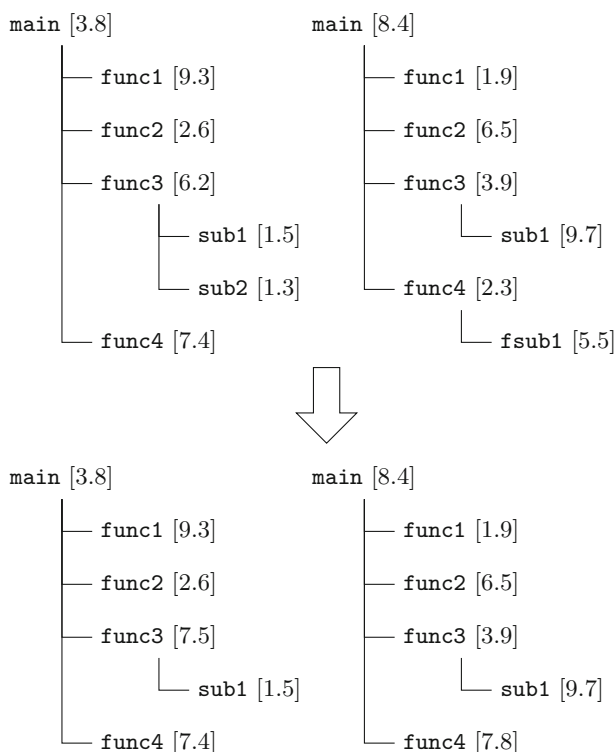 main [3.8]
func1 [9.3]
func2 [2.6]
func3 [6.2]
sub1 [1.5]
sub2 [1.3]
func4 [7.4]
main [8.4]
func1 [1.9]
func2 [6.5]
func3 [3.9]
sub1 [9.7]
func4 [2.3]
fsub1 [5.5]
main [3.8]
func1 [9.3]
func2 [2.6]
func3 [7.5]
sub1 [1.5]
func4 [7.4]
main [8.4]
func1 [1.9]
func2 [6.5]
func3 [3.9]
sub1 [9.7]
func4 [7.8]